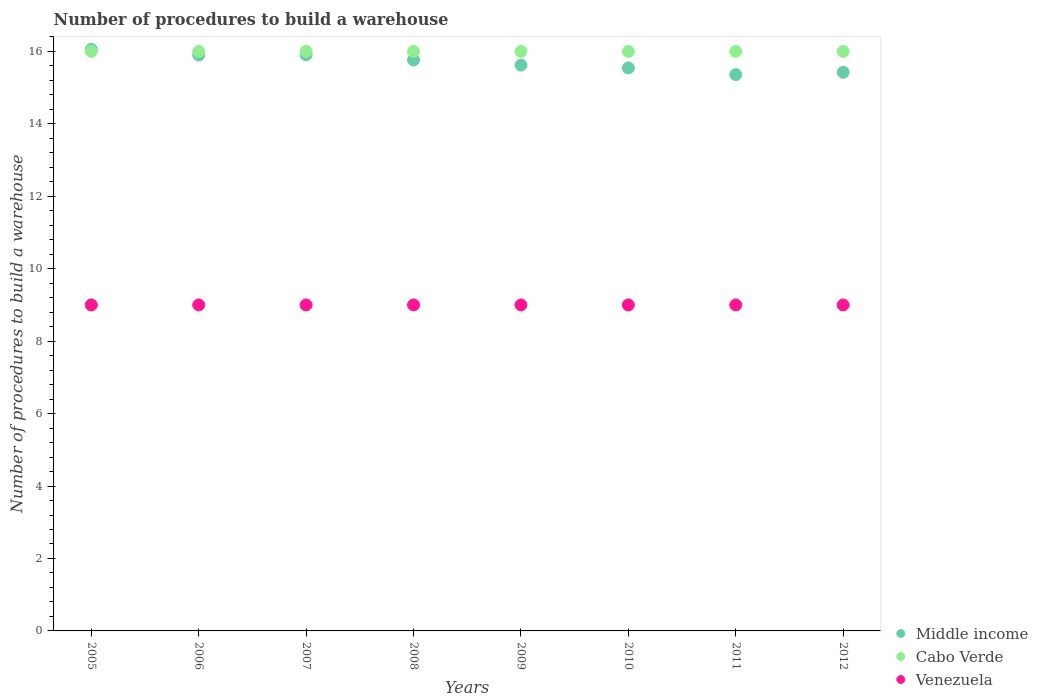 Number of procedures to build a warehouse
Number of procedures to build a warehouse
16
14
12
10
8
6
4
2
0
2005
2006
2007
2008
2009
2010
2011
2012
Years
Middle income
Cabo Verde
Venezuela